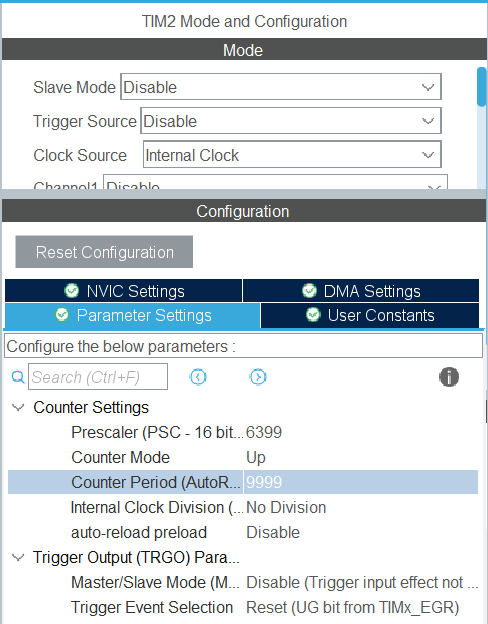 TIM2 Mode and Configuration
Mode
Slave Mode Disable
Trigger Source Disable
Clock Source Internal Clock
Channel1 Disable
Configuration
Reset Configuration
NVIC Settings DMA Settings
Parameter Settings User Constants
Configure the below parameters :
Search (Ctrl+F) i
Counter Settings
Prescaler (PSC - 16 bit... 6399
Counter Mode Up
Counter Period (AutoR... 9999
Internal Clock Division (... No Division
auto-reload preload Disable
Trigger Output (TRGO) Para...
Master/Slave Mode (M... Disable (Trigger input effect not ...
Trigger Event Selection Reset (UG bit from TIMx_EGR)